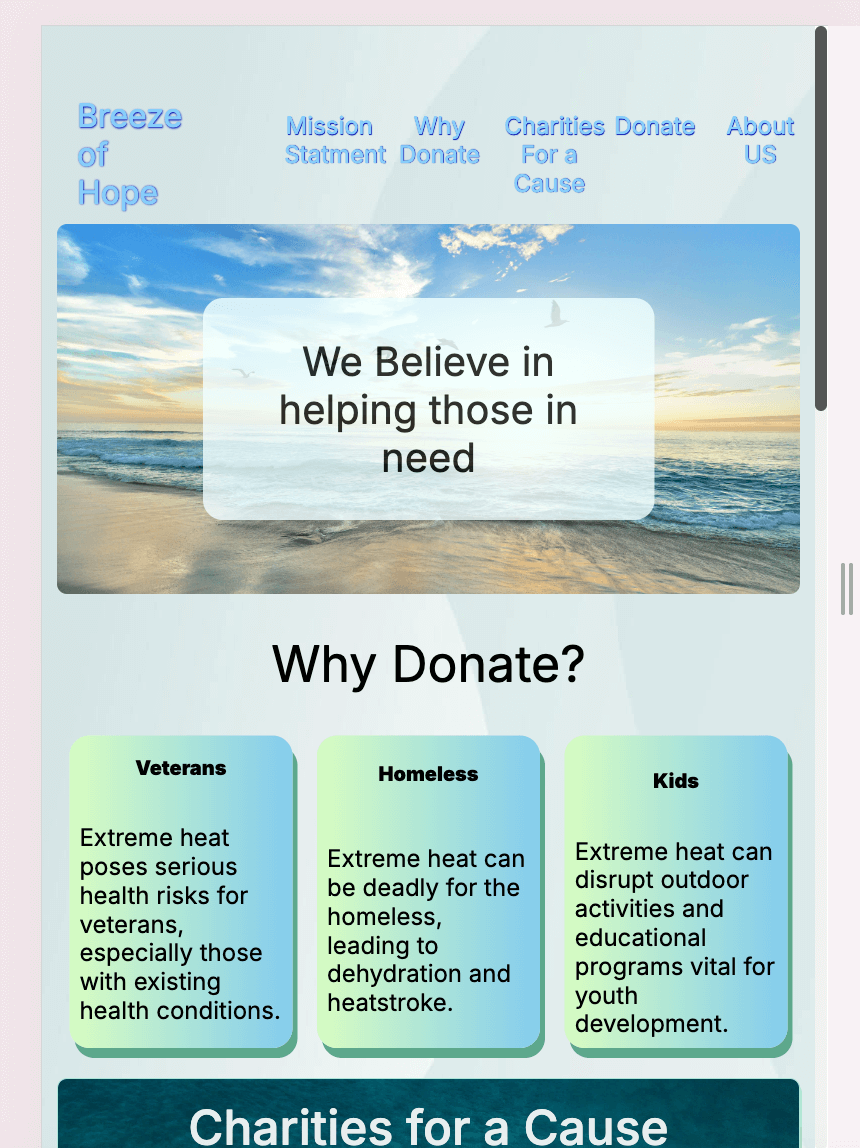 Breeze
of
Hope
Mission
Statment
Why
Donate
Charities
For a
Cause
Donate
About
US
We Believe in
helping those in
need
Why Donate?
Veterans
Extreme heat
poses serious
health risks for
veterans,
especially those
with existing
health conditions.
Homeless
Extreme heat can
be deadly for the
homeless,
leading to
dehydration and
heatstroke.
Kids
Extreme heat can
disrupt outdoor
activities and
educational
programs vital for
youth
development.
Charities for a Cause